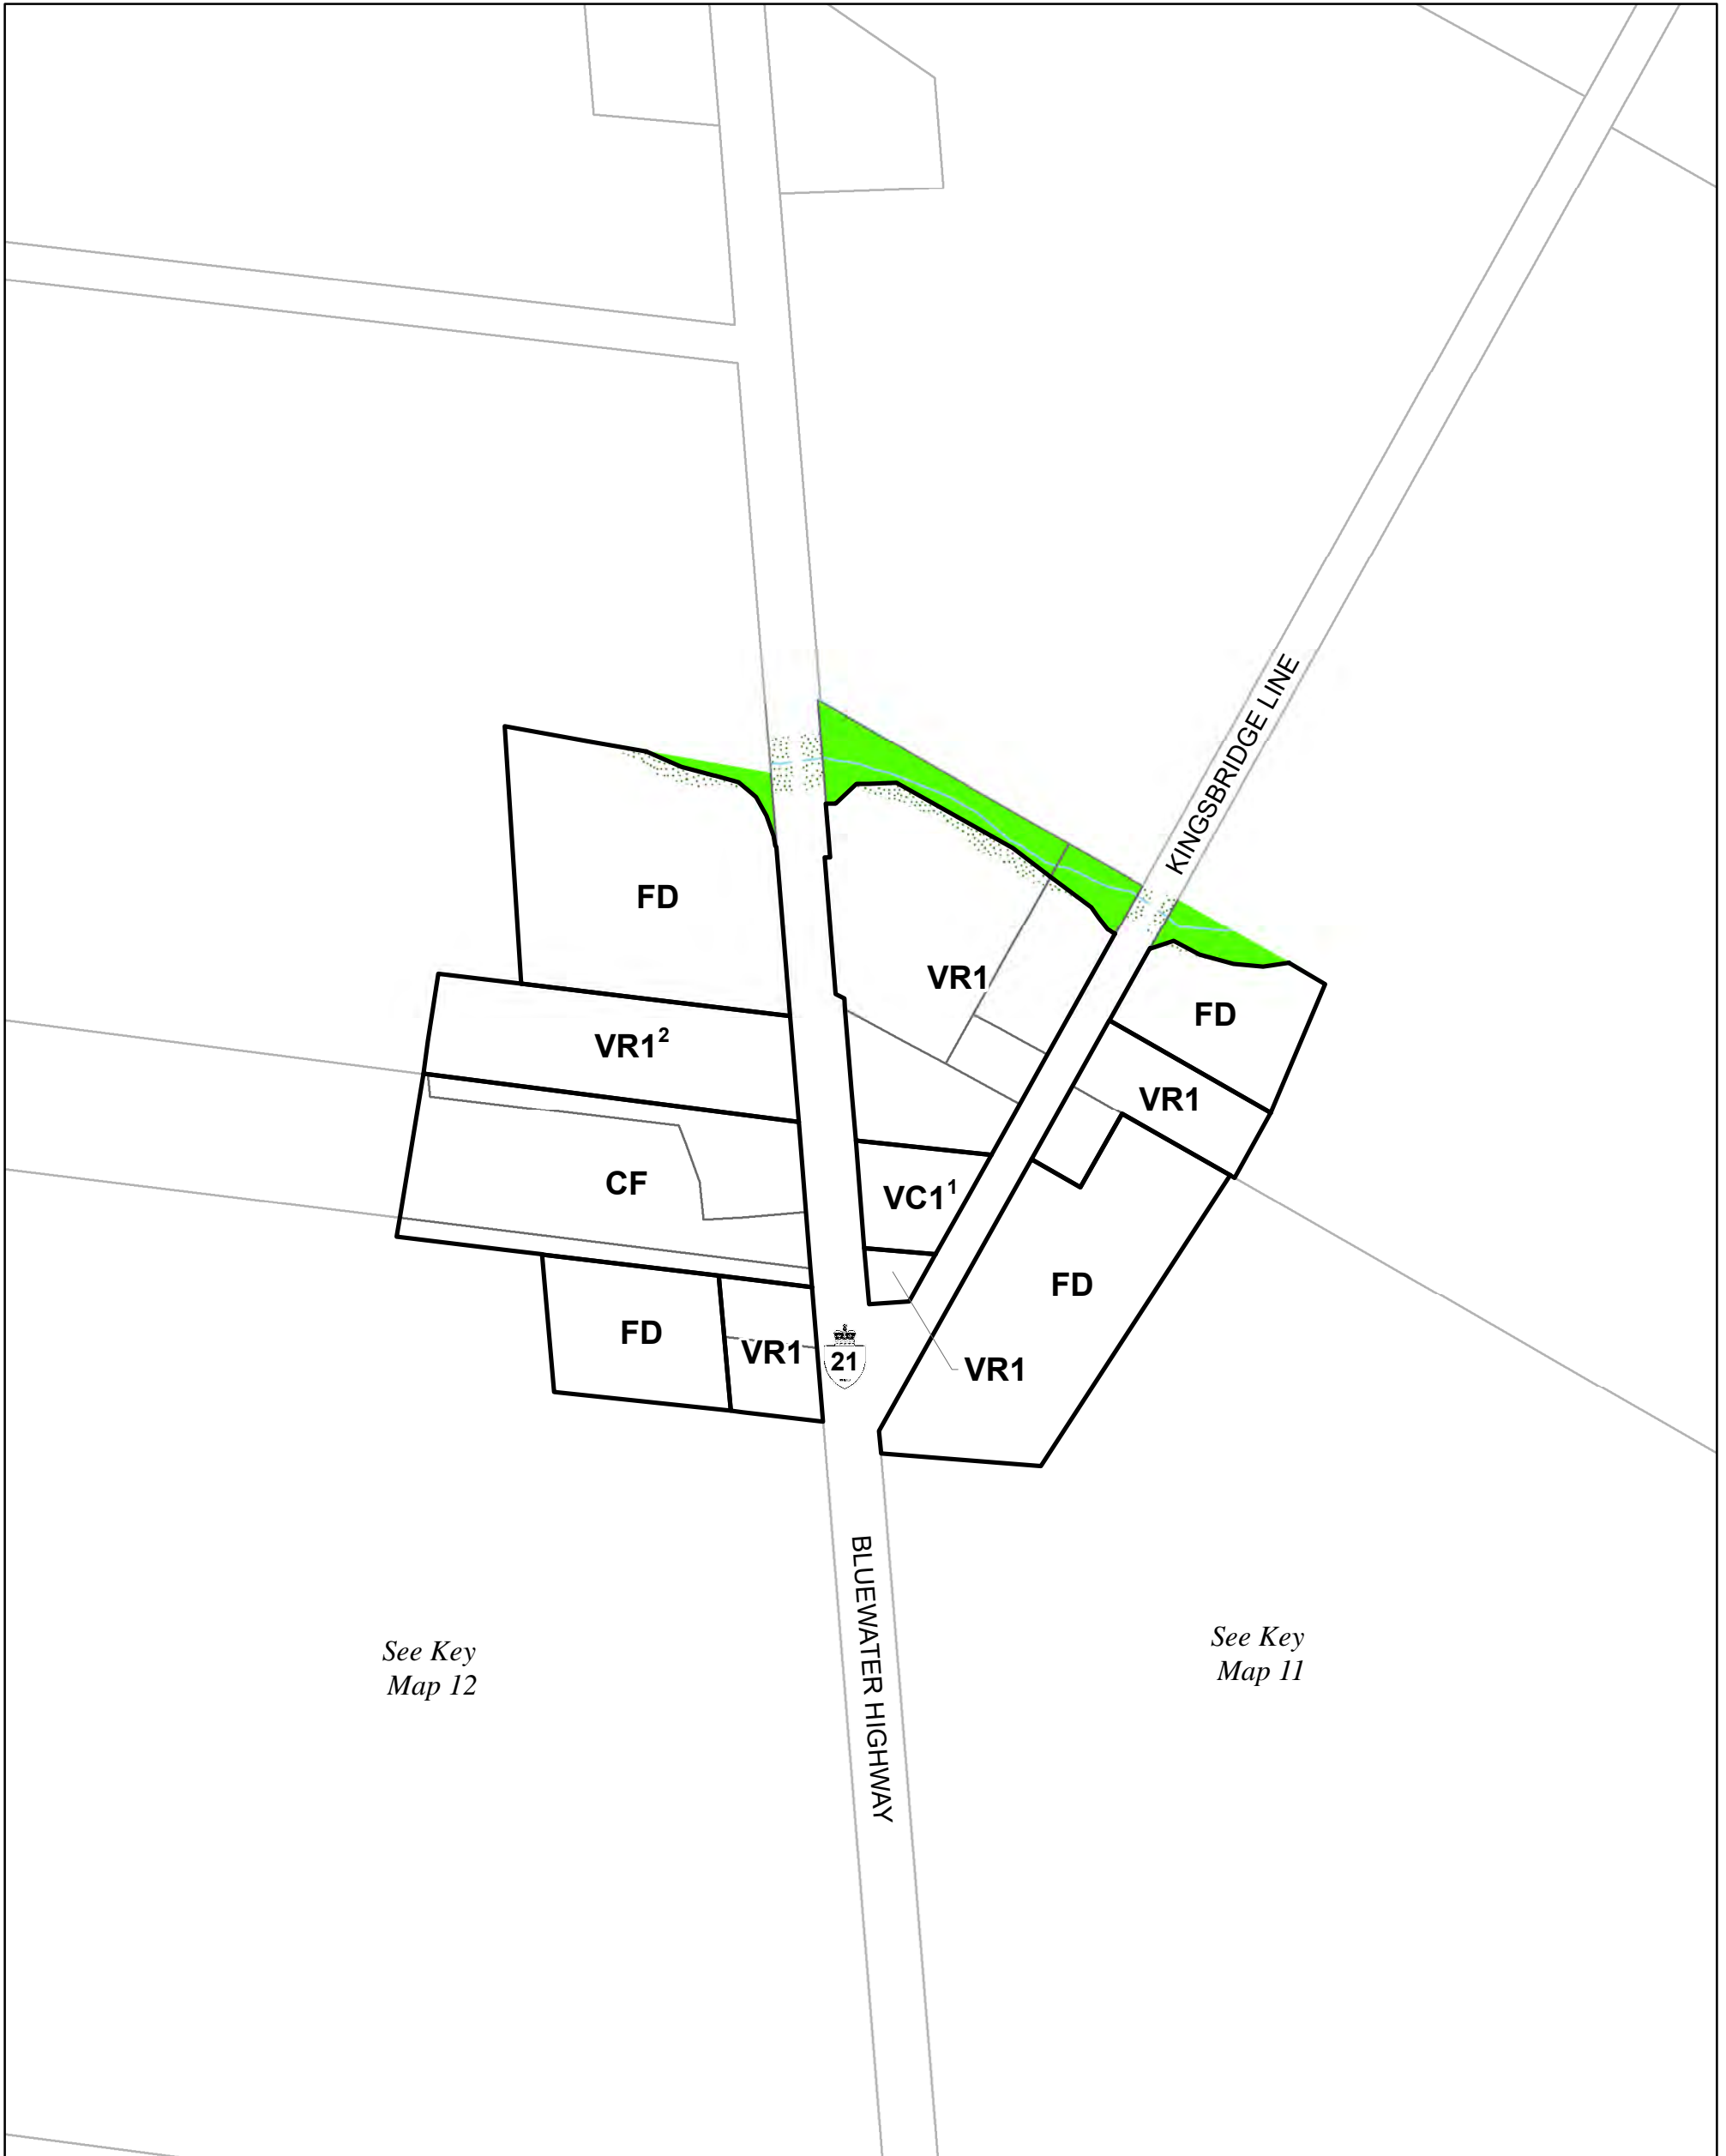 KINGSBRIDGE LINE
FD
VR1
FD
VR1²
VR1
CF
VC1¹
FD
FD
VR1
21
VR1
BLUEWATER HIGHWAY
See Key
Map 12
See Key
Map 11